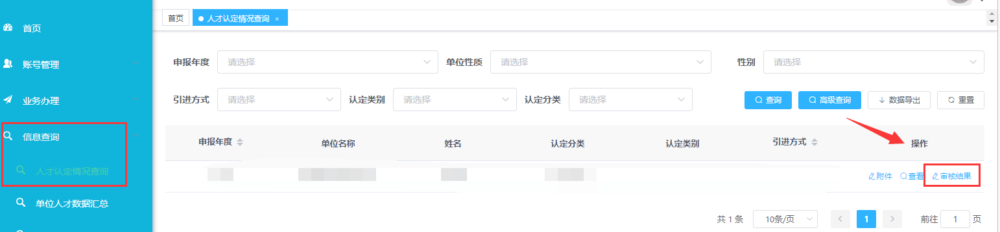 首页
账号管理
业务办理
信息查询
人才认定情况查询
单位人才数据汇总
首页 人才认定情况查询 ×
申报年度 请选择 单位性质 请选择 性别 请选择
引进方式 请选择 认定类别 请选择 认定分类 请选择 查询 高级查询 数据导出 重置
申报年度 单位名称 姓名 认定分类 认定类别 引进方式 操作
附件 查看 审核结果
共 1 条 10条/页 1 前往 1 页